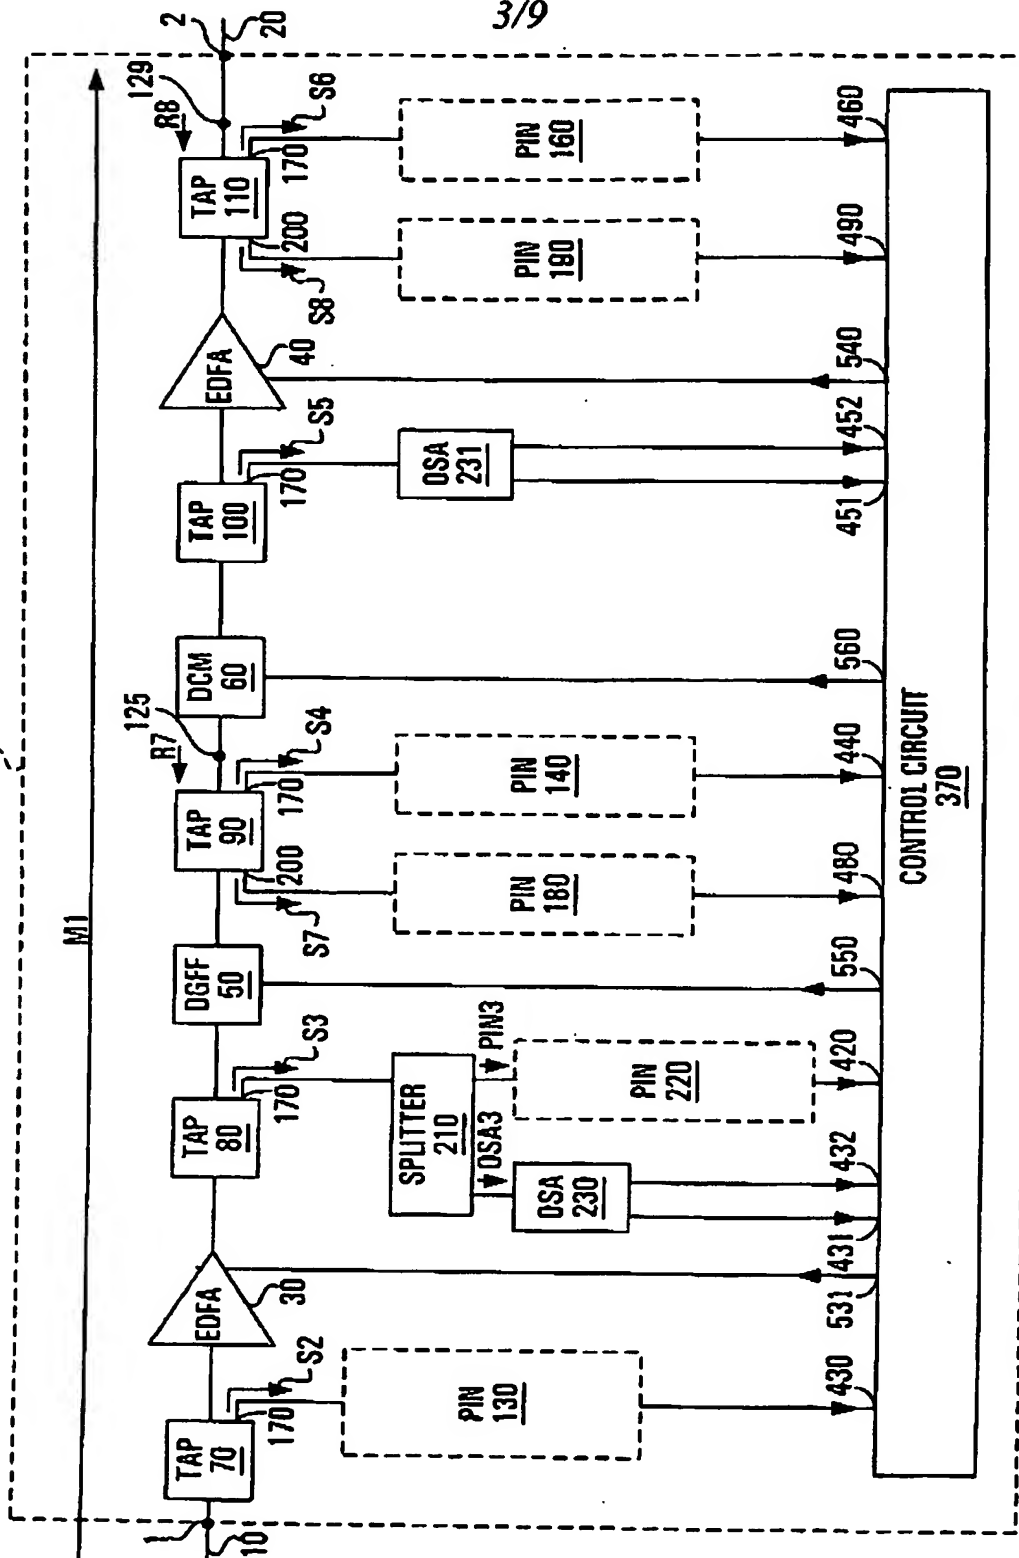 3/9
M1
1
10
TAP
70
170
S2
EDFA
30
TAP
80
170
S3
DGFF
50
TAP
90
R7
125
200
170
S7
S4
DCM
60
TAP
100
170
S5
EDFA
40
TAP
110
R8
129
200
170
S8
S6
2
20
PIN
130
SPLITTER
210
OSA3
PIN3
OSA
230
PIN
220
PIN
180
PIN
140
OSA
231
PIN
190
PIN
160
430
531
431
432
420
550
480
440
560
451
452
540
490
460
CONTROL CIRCUIT
370